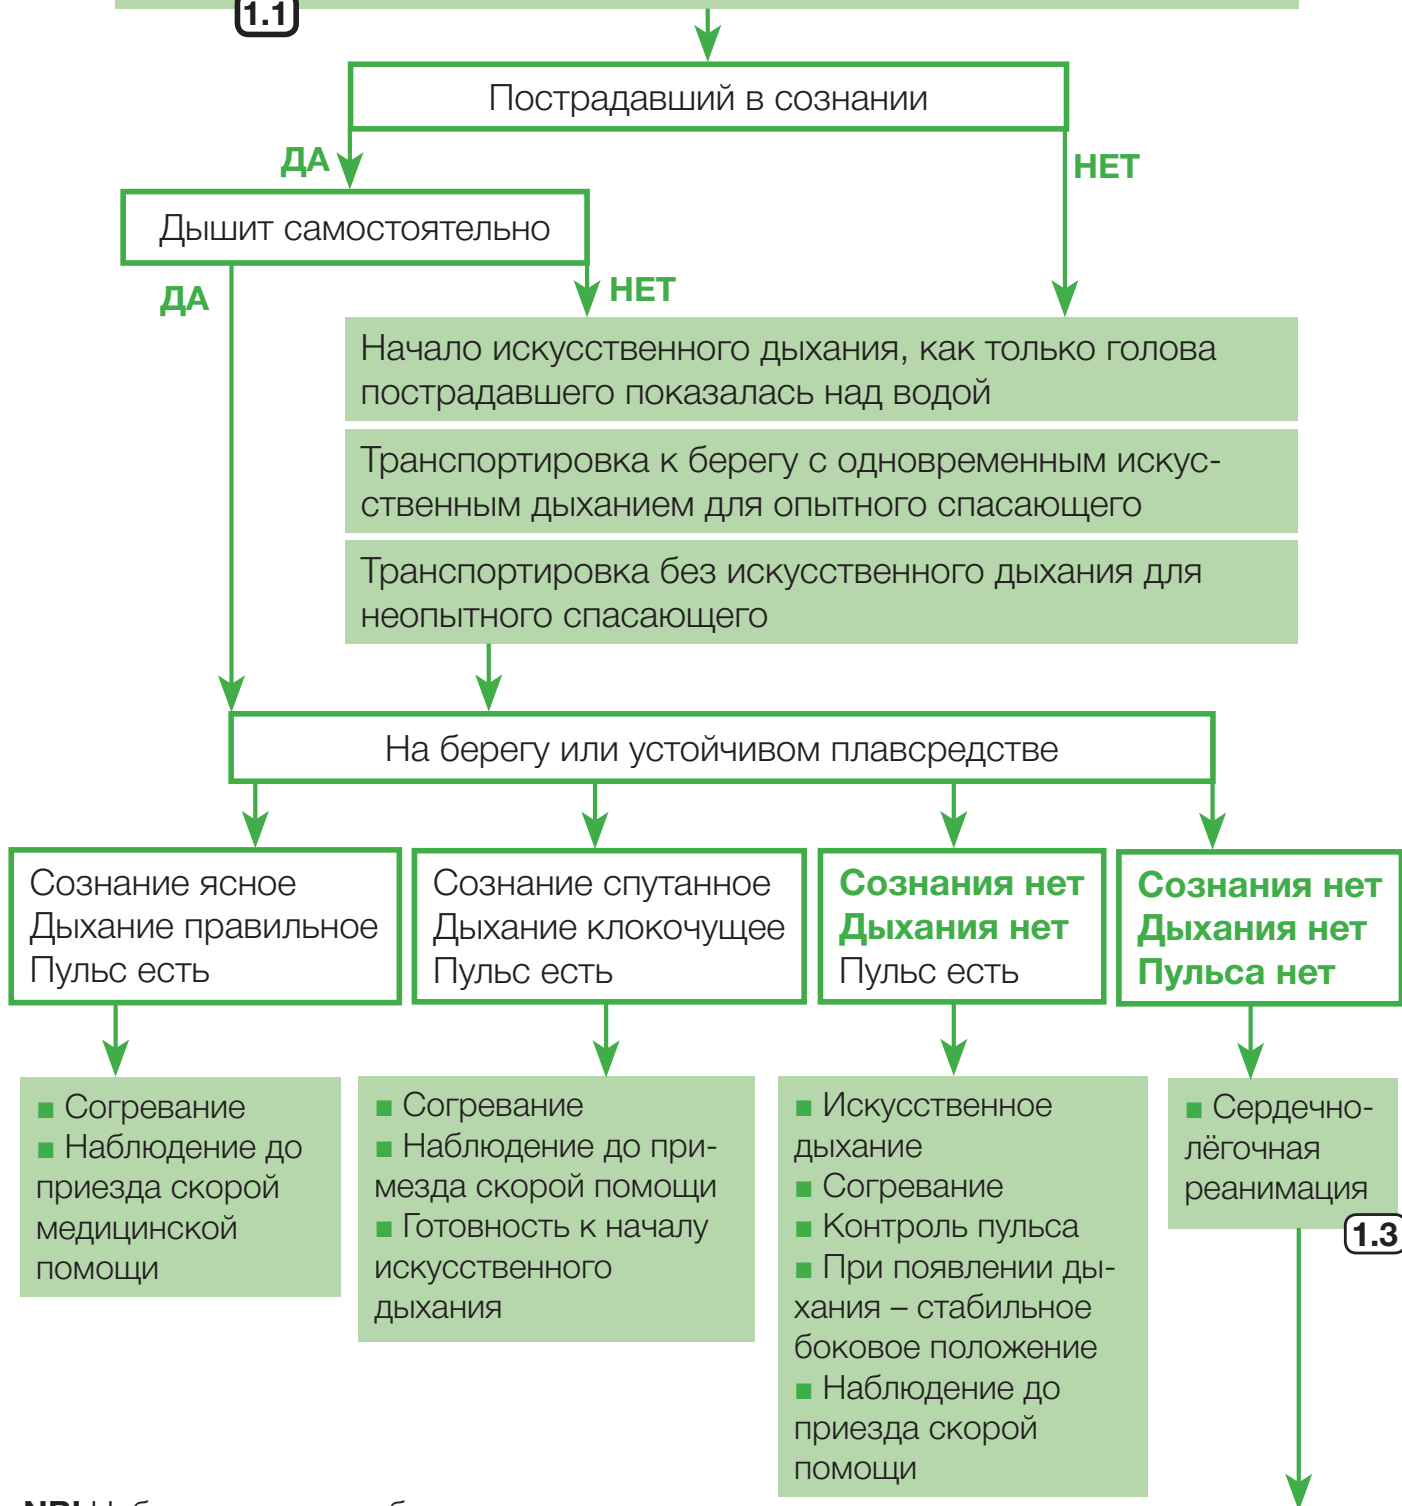 1.1
Пострадавший в сознании
ДА
НЕТ
Дышит самостоятельно
ДА
НЕТ
Начало искусственного дыхания, как только голова
пострадавшего показалась над водой
Транспортировка к берегу с одновременным искус-
ственным дыханием для опытного спасающего
Транспортировка без искусственного дыхания для
неопытного спасающего
На берегу или устойчивом плавсредстве
Сознание ясное
Дыхание правильное
Пульс есть
Сознание спутанное
Дыхание клокочущее
Пульс есть
Сознания нет
Дыхания нет
Пульс есть
Сознания нет
Дыхания нет
Пульса нет
■ Согревание
■ Наблюдение до
приезда скорой
медицинской
помощи
■ Согревание
■ Наблюдение до при-
мезда скорой помощи
■ Готовность к началу
искусственного
дыхания
■ Искусственное
дыхание
■ Согревание
■ Контроль пульса
■ При появлении ды-
хания – стабильное
боковое положение
■ Наблюдение до
приезда скорой
помощи
■ Сердечно-
лёгочная
реанимация
1.3